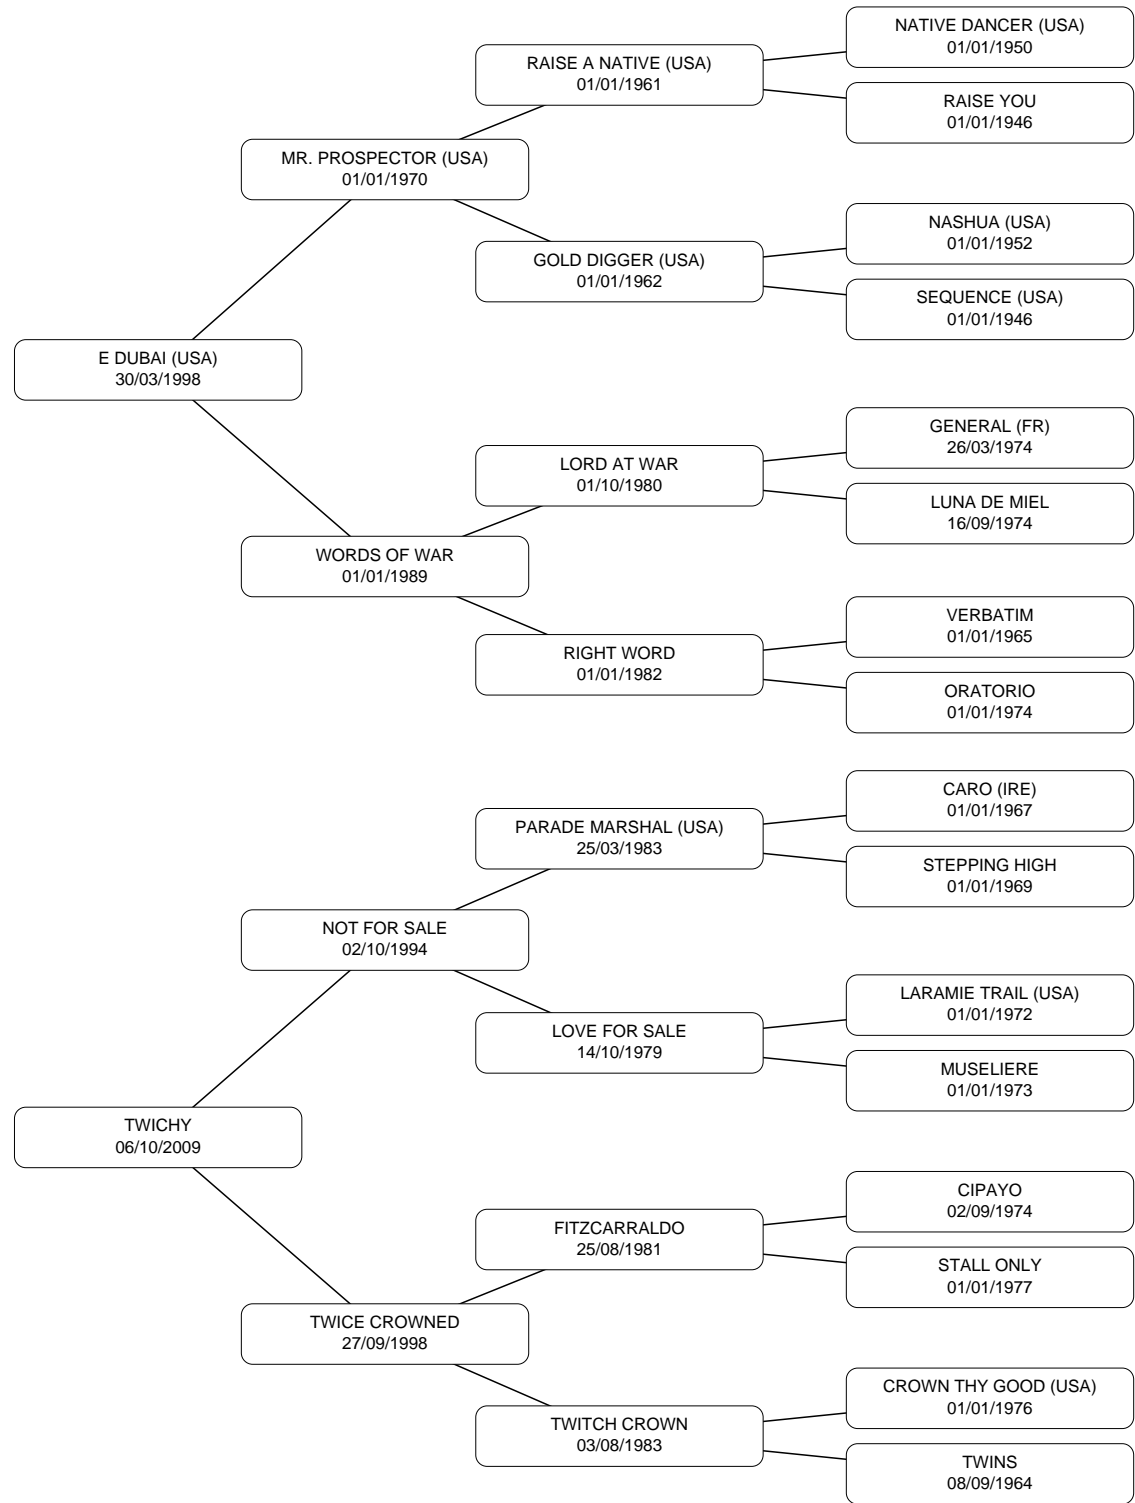 NATIVE DANCER (USA)
01/01/1950
RAISE A NATIVE (USA)
01/01/1961
RAISE YOU
01/01/1946
MR. PROSPECTOR (USA)
01/01/1970
NASHUA (USA)
01/01/1952
GOLD DIGGER (USA)
01/01/1962
SEQUENCE (USA)
01/01/1946
E DUBAI (USA)
30/03/1998
GENERAL (FR)
26/03/1974
LORD AT WAR
01/10/1980
LUNA DE MIEL
16/09/1974
WORDS OF WAR
01/01/1989
VERBATIM
01/01/1965
RIGHT WORD
01/01/1982
ORATORIO
01/01/1974
CARO (IRE)
01/01/1967
PARADE MARSHAL (USA)
25/03/1983
STEPPING HIGH
01/01/1969
NOT FOR SALE
02/10/1994
LARAMIE TRAIL (USA)
01/01/1972
LOVE FOR SALE
14/10/1979
MUSELIERE
01/01/1973
TWICHY
06/10/2009
CIPAYO
02/09/1974
FITZCARRALDO
25/08/1981
STALL ONLY
01/01/1977
TWICE CROWNED
27/09/1998
CROWN THY GOOD (USA)
01/01/1976
TWITCH CROWN
03/08/1983
TWINS
08/09/1964